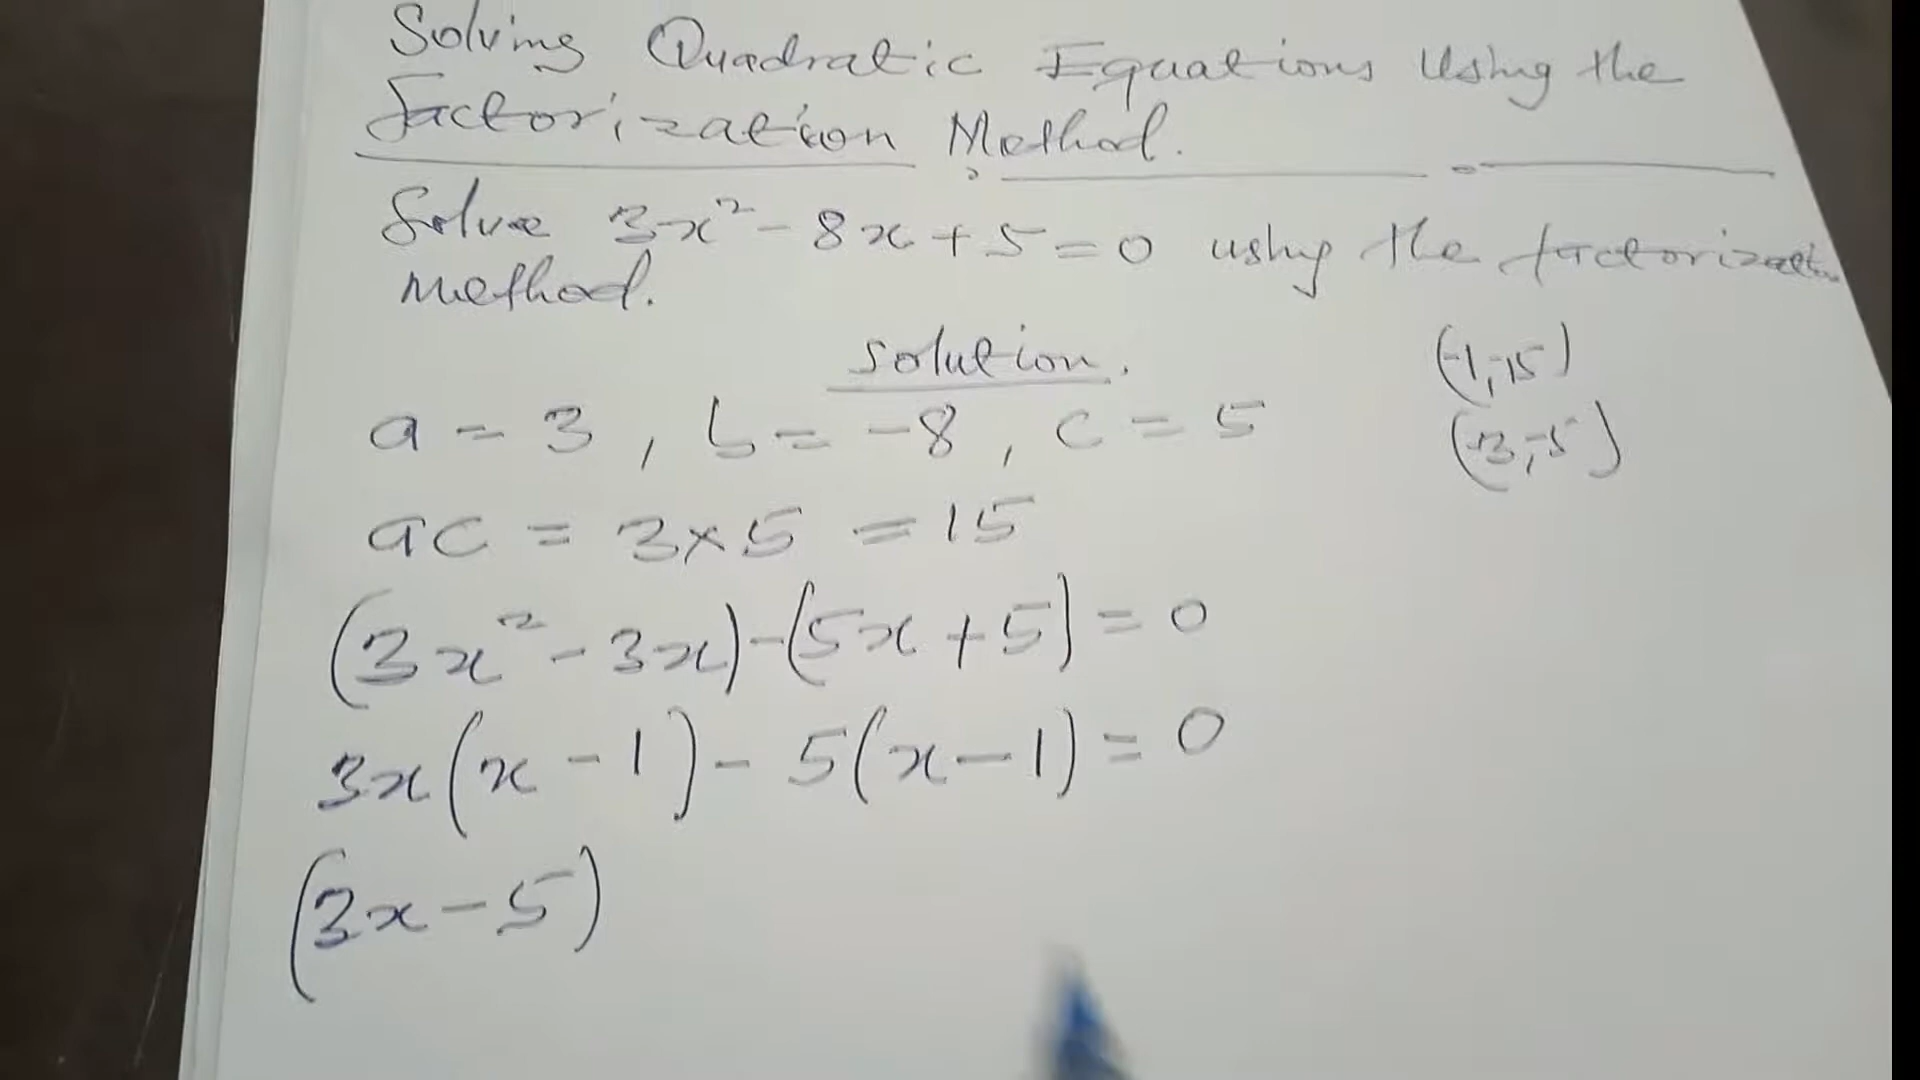 Solving Quadratic Equations Using the
Factorization Method.
Solve 3x² - 8x + 5 = 0 using the factorization
method.
solution.
(-1,-15)
a = 3, b = -8, c = 5
(-3,-5)
ac = 3×5 = 15
(3x² - 3x) - (5x + 5) = 0
3x(x - 1) - 5(x - 1) = 0
(3x - 5)